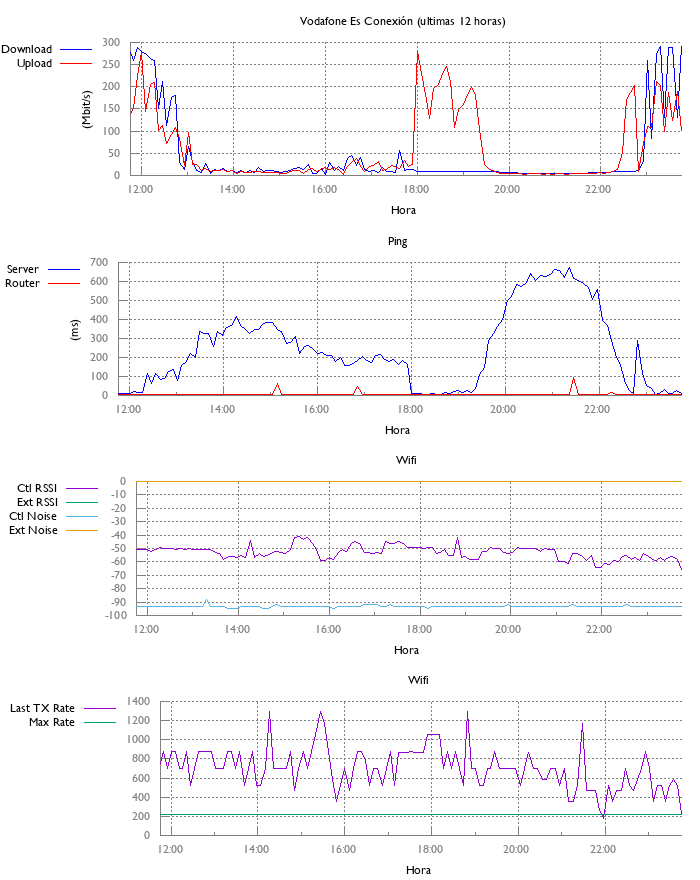 Vodafone Es Conexión (ultimas 12 horas)
Download
Upload
(Mbit/s)
300
250
200
150
100
50
0
12:00 14:00 16:00 18:00 20:00 22:00
Hora
Ping
Server
Router
(ms)
700
600
500
400
300
200
100
0
12:00 14:00 16:00 18:00 20:00 22:00
Hora
Wifi
Ctl RSSI
Ext RSSI
Ctl Noise
Ext Noise
0
-10
-20
-30
-40
-50
-60
-70
-80
-90
-100
12:00 14:00 16:00 18:00 20:00 22:00
Hora
Wifi
Last TX Rate
Max Rate
1400
1200
1000
800
600
400
200
0
12:00 14:00 16:00 18:00 20:00 22:00
Hora